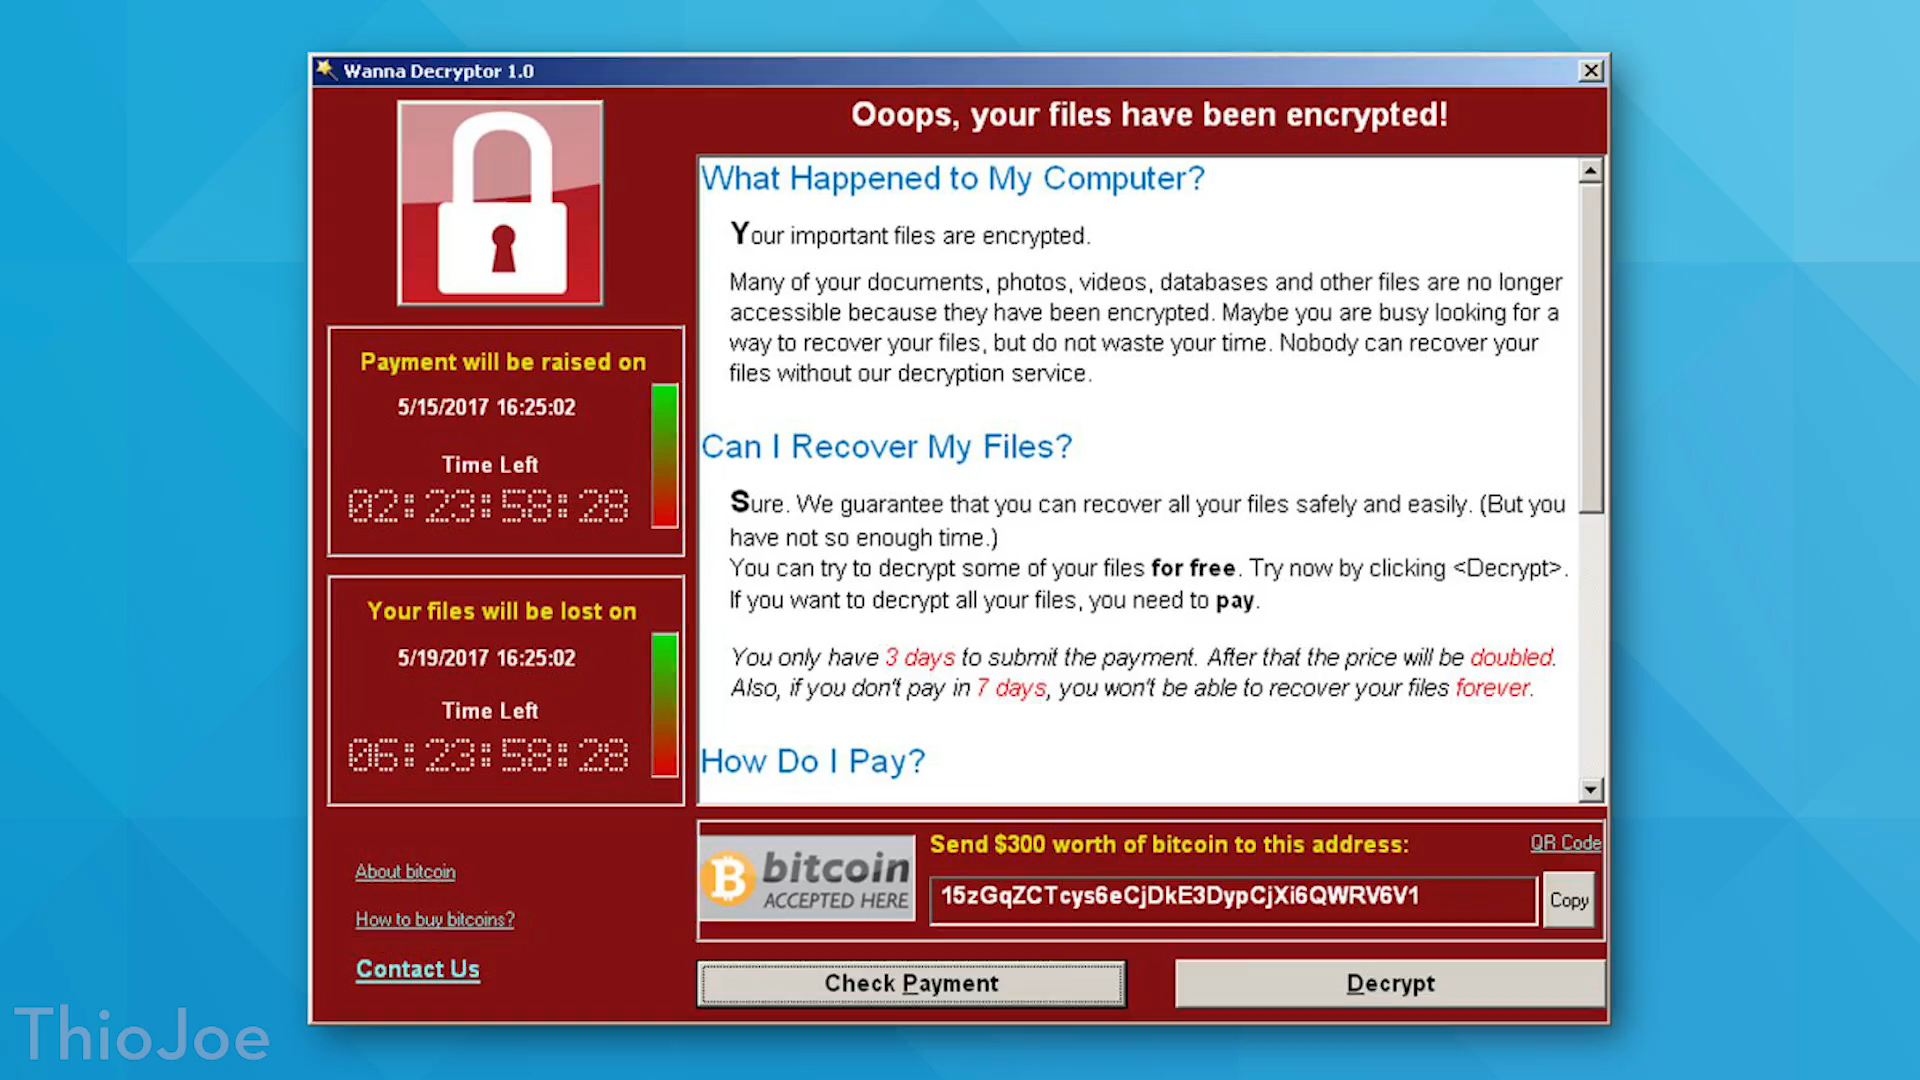 Wanna Decryptor 1.0
Ooops, your files have been encrypted!
Payment will be raised on
5/15/2017 16:25:02
Time Left
02:23:58:28
Your files will be lost on
5/19/2017 16:25:02
Time Left
06:23:58:28
About bitcoin
How to buy bitcoins?
Contact Us
What Happened to My Computer?
Your important files are encrypted.
Many of your documents, photos, videos, databases and other files are no longer
accessible because they have been encrypted. Maybe you are busy looking for a
way to recover your files, but do not waste your time. Nobody can recover your
files without our decryption service.
Can I Recover My Files?
Sure. We guarantee that you can recover all your files safely and easily. (But you
have not so enough time.)
You can try to decrypt some of your files for free. Try now by clicking <Decrypt>.
If you want to decrypt all your files, you need to pay.
You only have 3 days to submit the payment. After that the price will be doubled.
Also, if you don't pay in 7 days, you won't be able to recover your files forever.
How Do I Pay?
bitcoin
ACCEPTED HERE
Send $300 worth of bitcoin to this address:
QR Code
15zGqZCTcys6eCjDkE3DypCjXi6QWRV6V1
Copy
Check Payment
Decrypt
ThioJoe